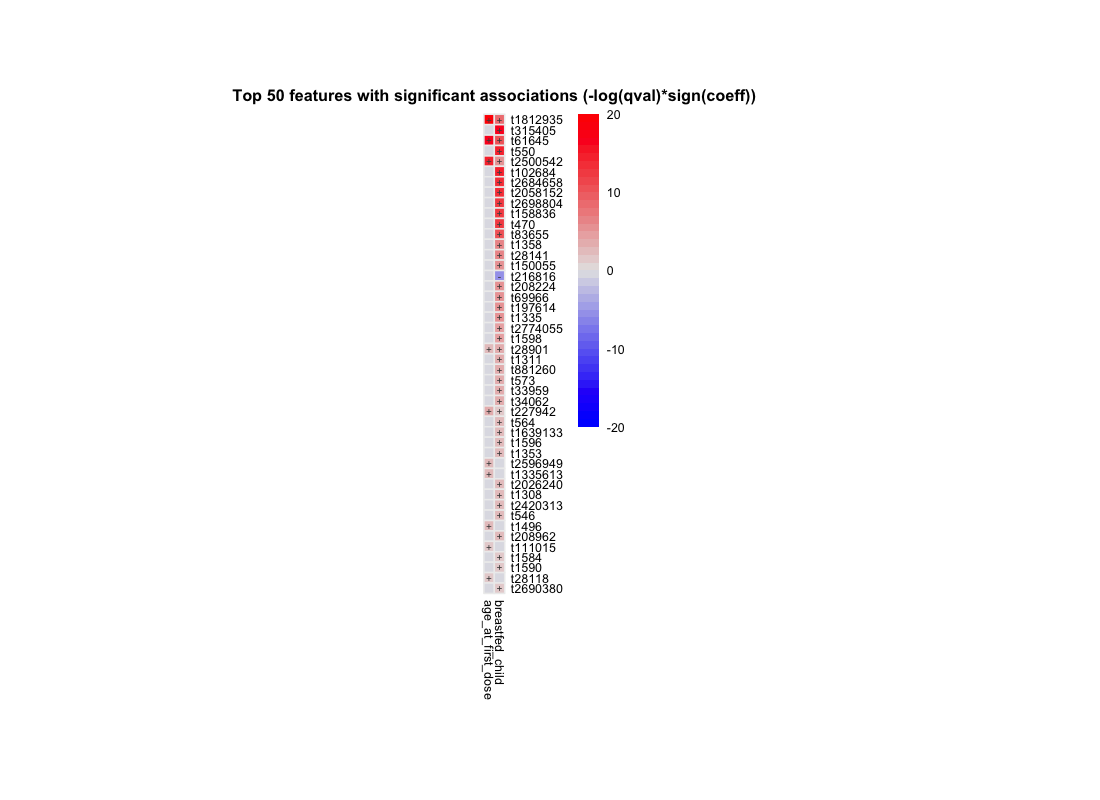 Top 50 features with significant associations (-log(qval)*sign(coeff))
t1812935
t315405
t61645
t550
t2500542
t102684
t2684658
t2058152
t2698804
t158836
t470
t83655
t1358
t28141
t150055
t216816
t208224
t69966
t197614
t1335
t2774055
t1598
t28901
t1311
t881260
t573
t33959
t34062
t227942
t564
t1639133
t1596
t1353
t2596949
t1335613
t2026240
t1308
t2420313
t546
t1496
t208962
t111015
t1584
t1590
t28118
t2690380
20
10
0
-10
-20
age_at_first_dose
breastfed_child